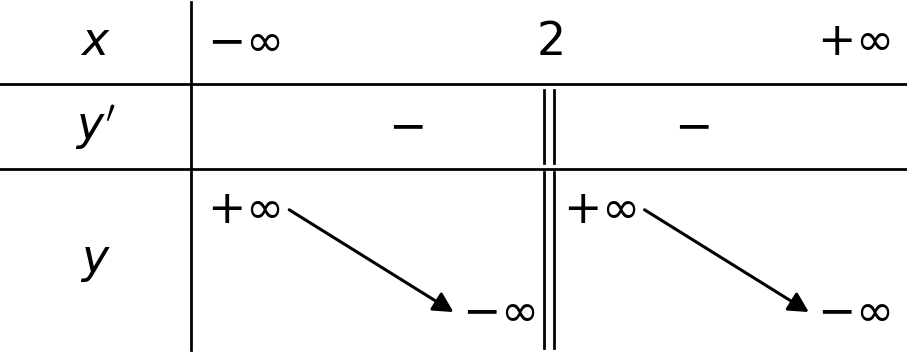 x −∞ 2 +∞
y′ − −
+∞ +∞
y
−∞ −∞